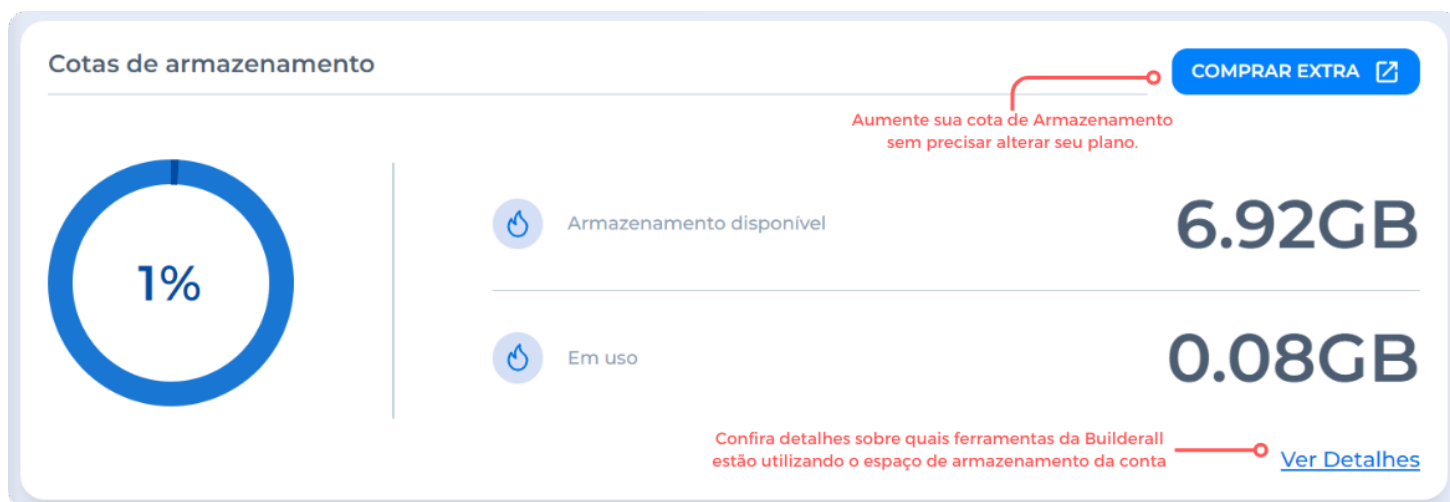 Cotas de armazenamento
COMPRAR EXTRA
Aumente sua cota de Armazenamento
sem precisar alterar seu plano.
1%
Armazenamento disponível
6.92GB
Em uso
0.08GB
Confira detalhes sobre quais ferramentas da Builderall
estão utilizando o espaço de armazenamento da conta
Ver Detalhes